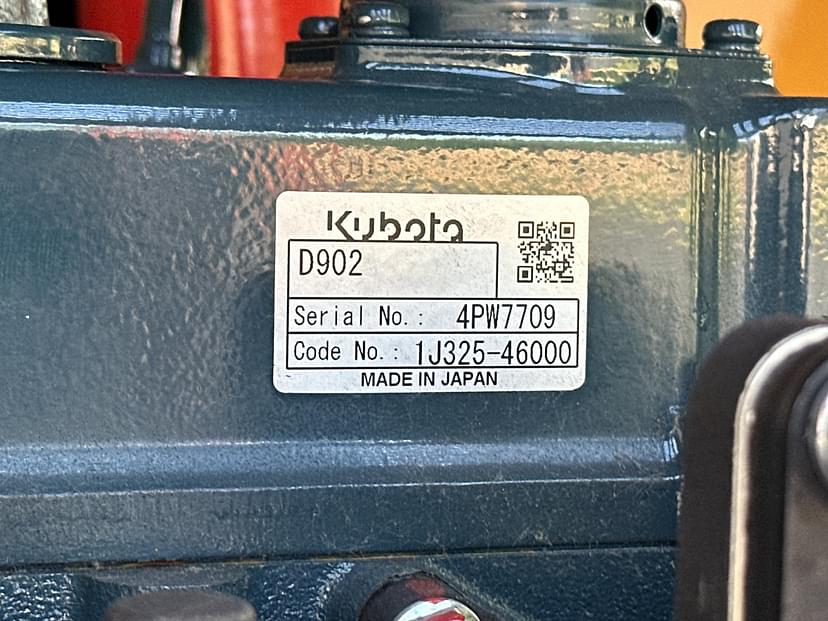 Kubota
D902
Serial No.: 4PW7709
Code No.: 1J325-46000
MADE IN JAPAN